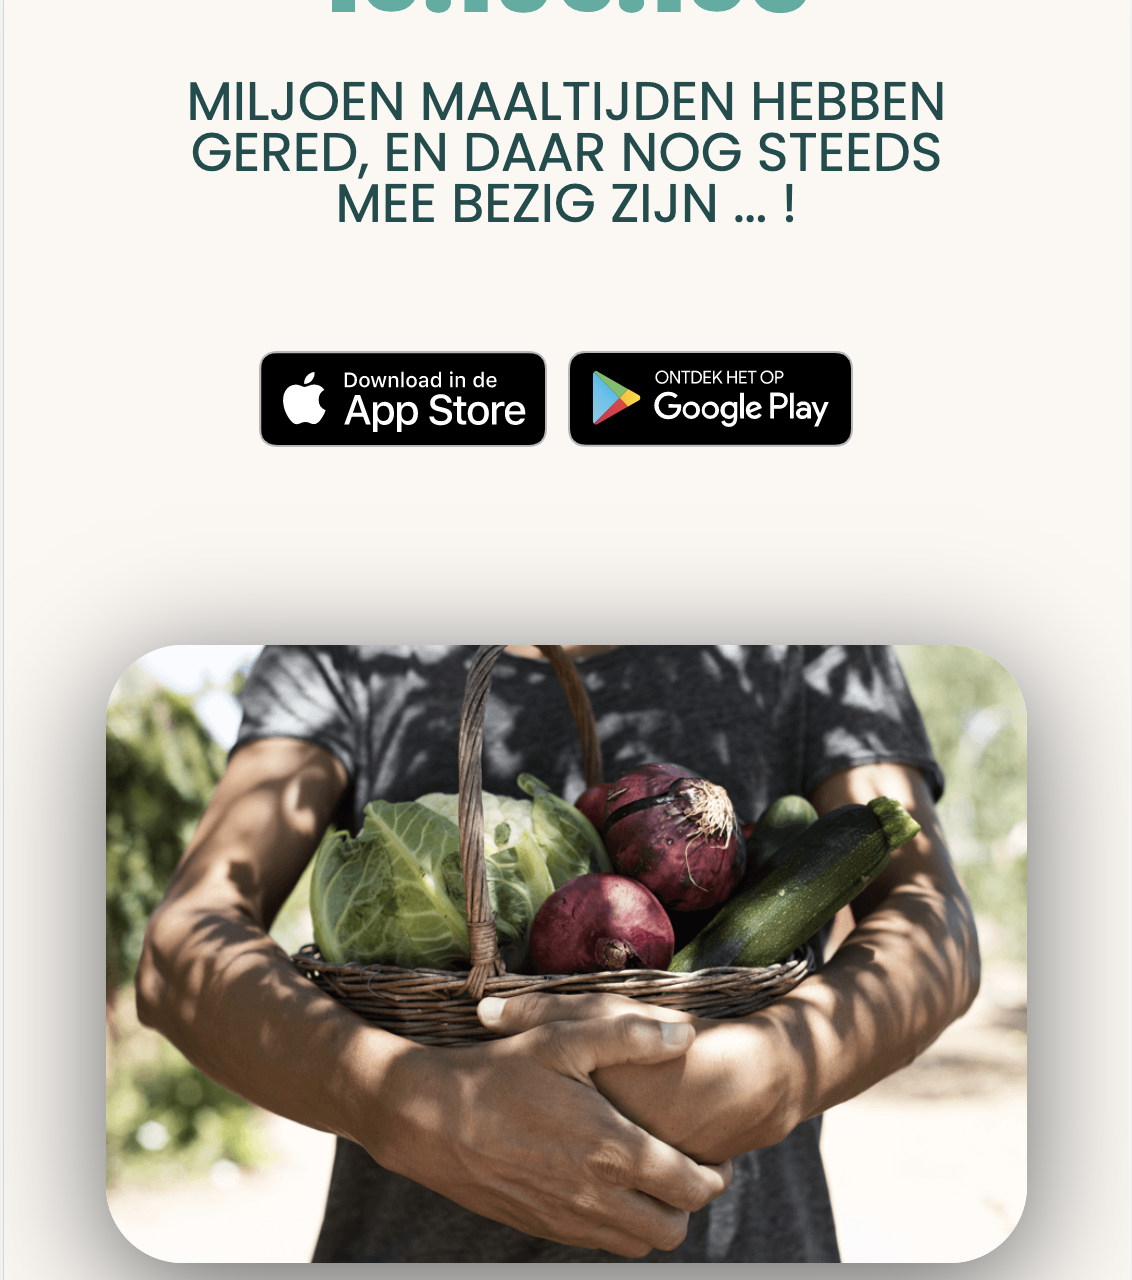 MILJOEN MAALTIJDEN HEBBEN
GERED, EN DAAR NOG STEEDS
MEE BEZIG ZIJN ... !
Download in de
App Store
ONTDEK HET OP
Google Play